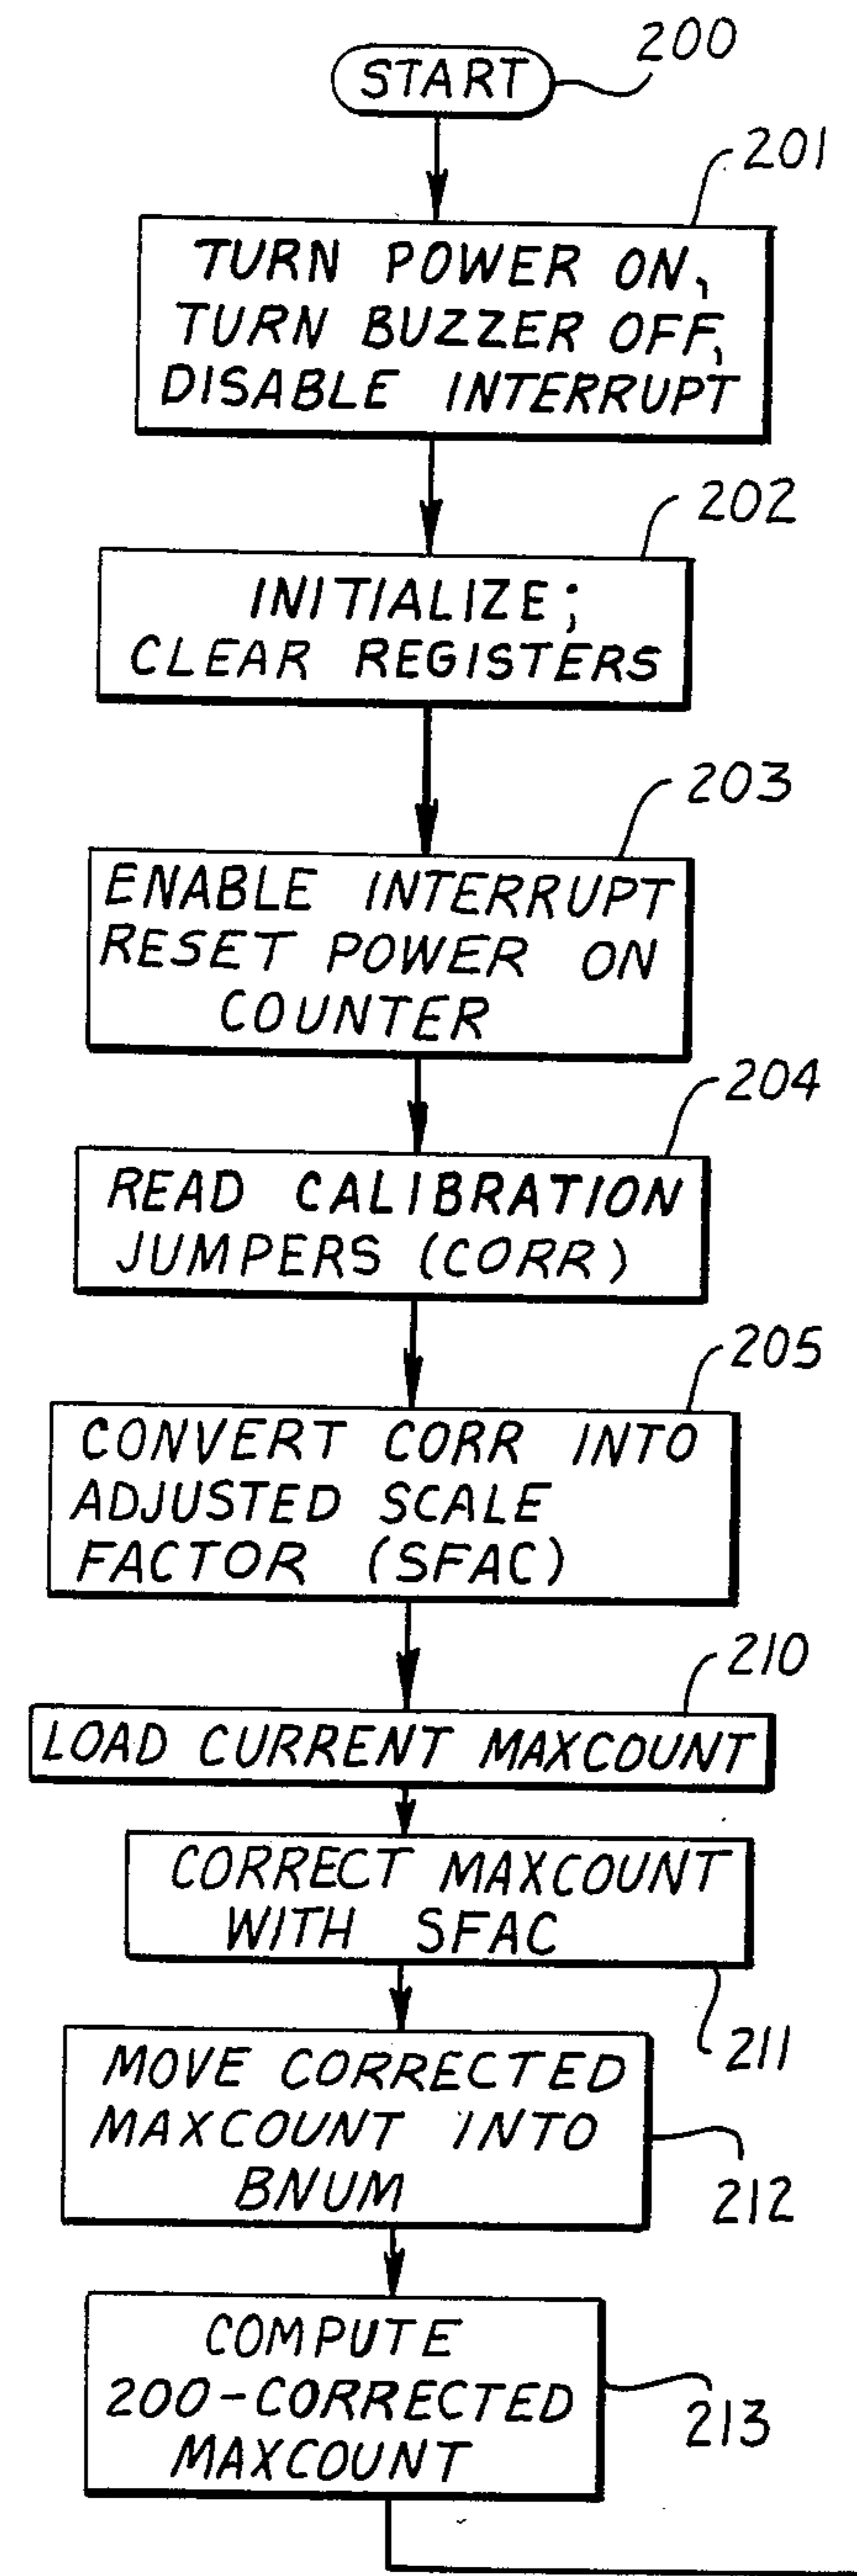 START
200
201
TURN POWER ON,
TURN BUZZER OFF,
DISABLE INTERRUPT
202
INITIALIZE;
CLEAR REGISTERS
203
ENABLE INTERRUPT
RESET POWER ON
COUNTER
204
READ CALIBRATION
JUMPERS (CORR)
205
CONVERT CORR INTO
ADJUSTED SCALE
FACTOR (SFAC)
210
LOAD CURRENT MAXCOUNT
CORRECT MAXCOUNT
WITH SFAC
211
MOVE CORRECTED
MAXCOUNT INTO
BNUM
212
COMPUTE
200-CORRECTED
MAXCOUNT
213